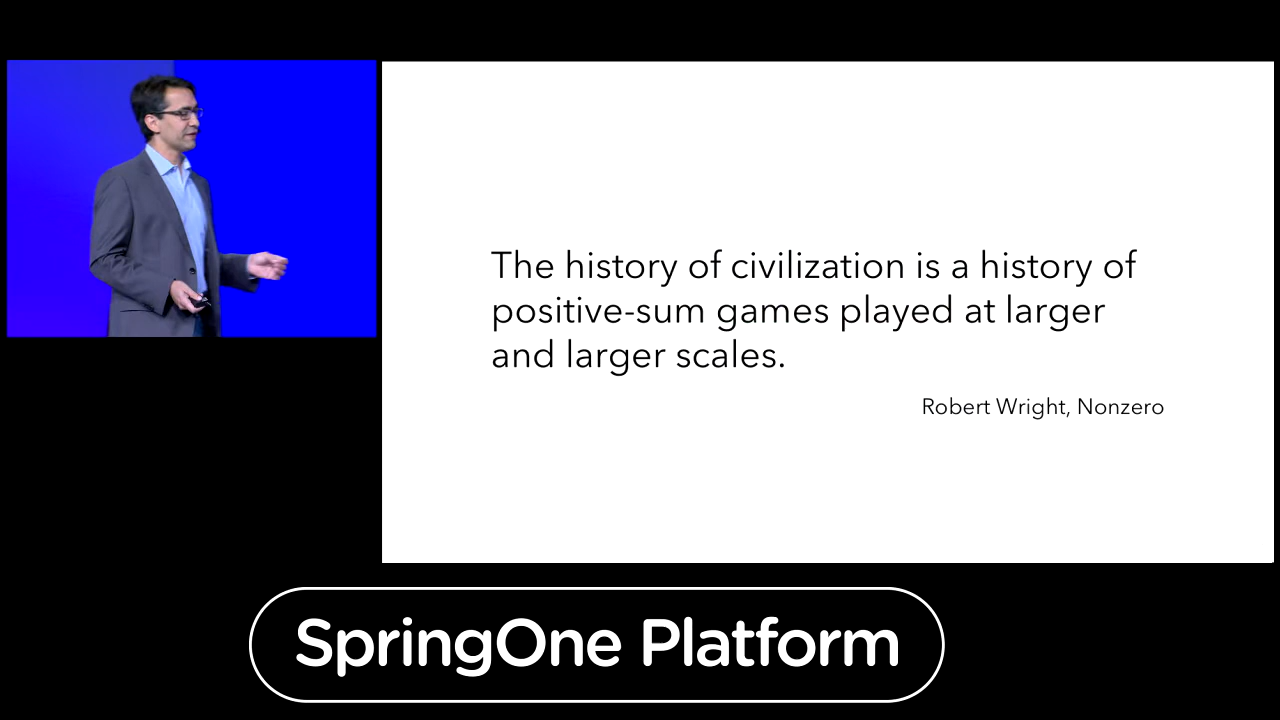 The history of civilization is a history of
positive-sum games played at larger
and larger scales.
Robert Wright, Nonzero
SpringOne Platform